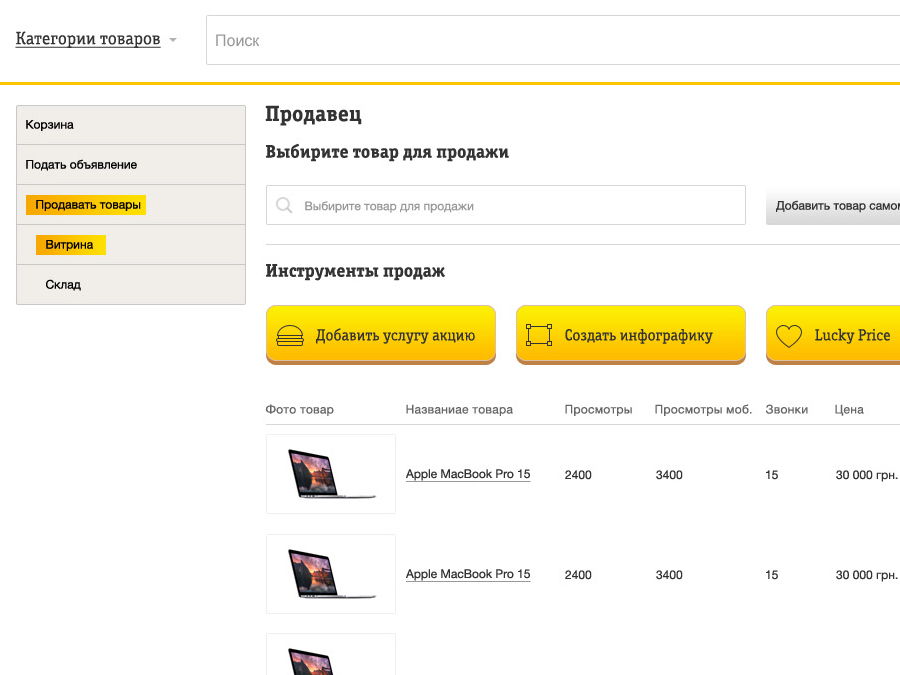 Категории товаров
Поиск
Корзина
Подать объявление
Продавать товары
Витрина
Склад
Продавец
Выбирите товар для продажи
Выбирите товар для продажи
Добавить товар
Инструменты продаж
Добавить услугу акцию
Создать инфографику
Lucky Price
Фото товар Названиае товара Просмотры Просмотры моб. Звонки Цена
Apple MacBook Pro 15 2400 3400 15 30 000 грн.
Apple MacBook Pro 15 2400 3400 15 30 000 грн.